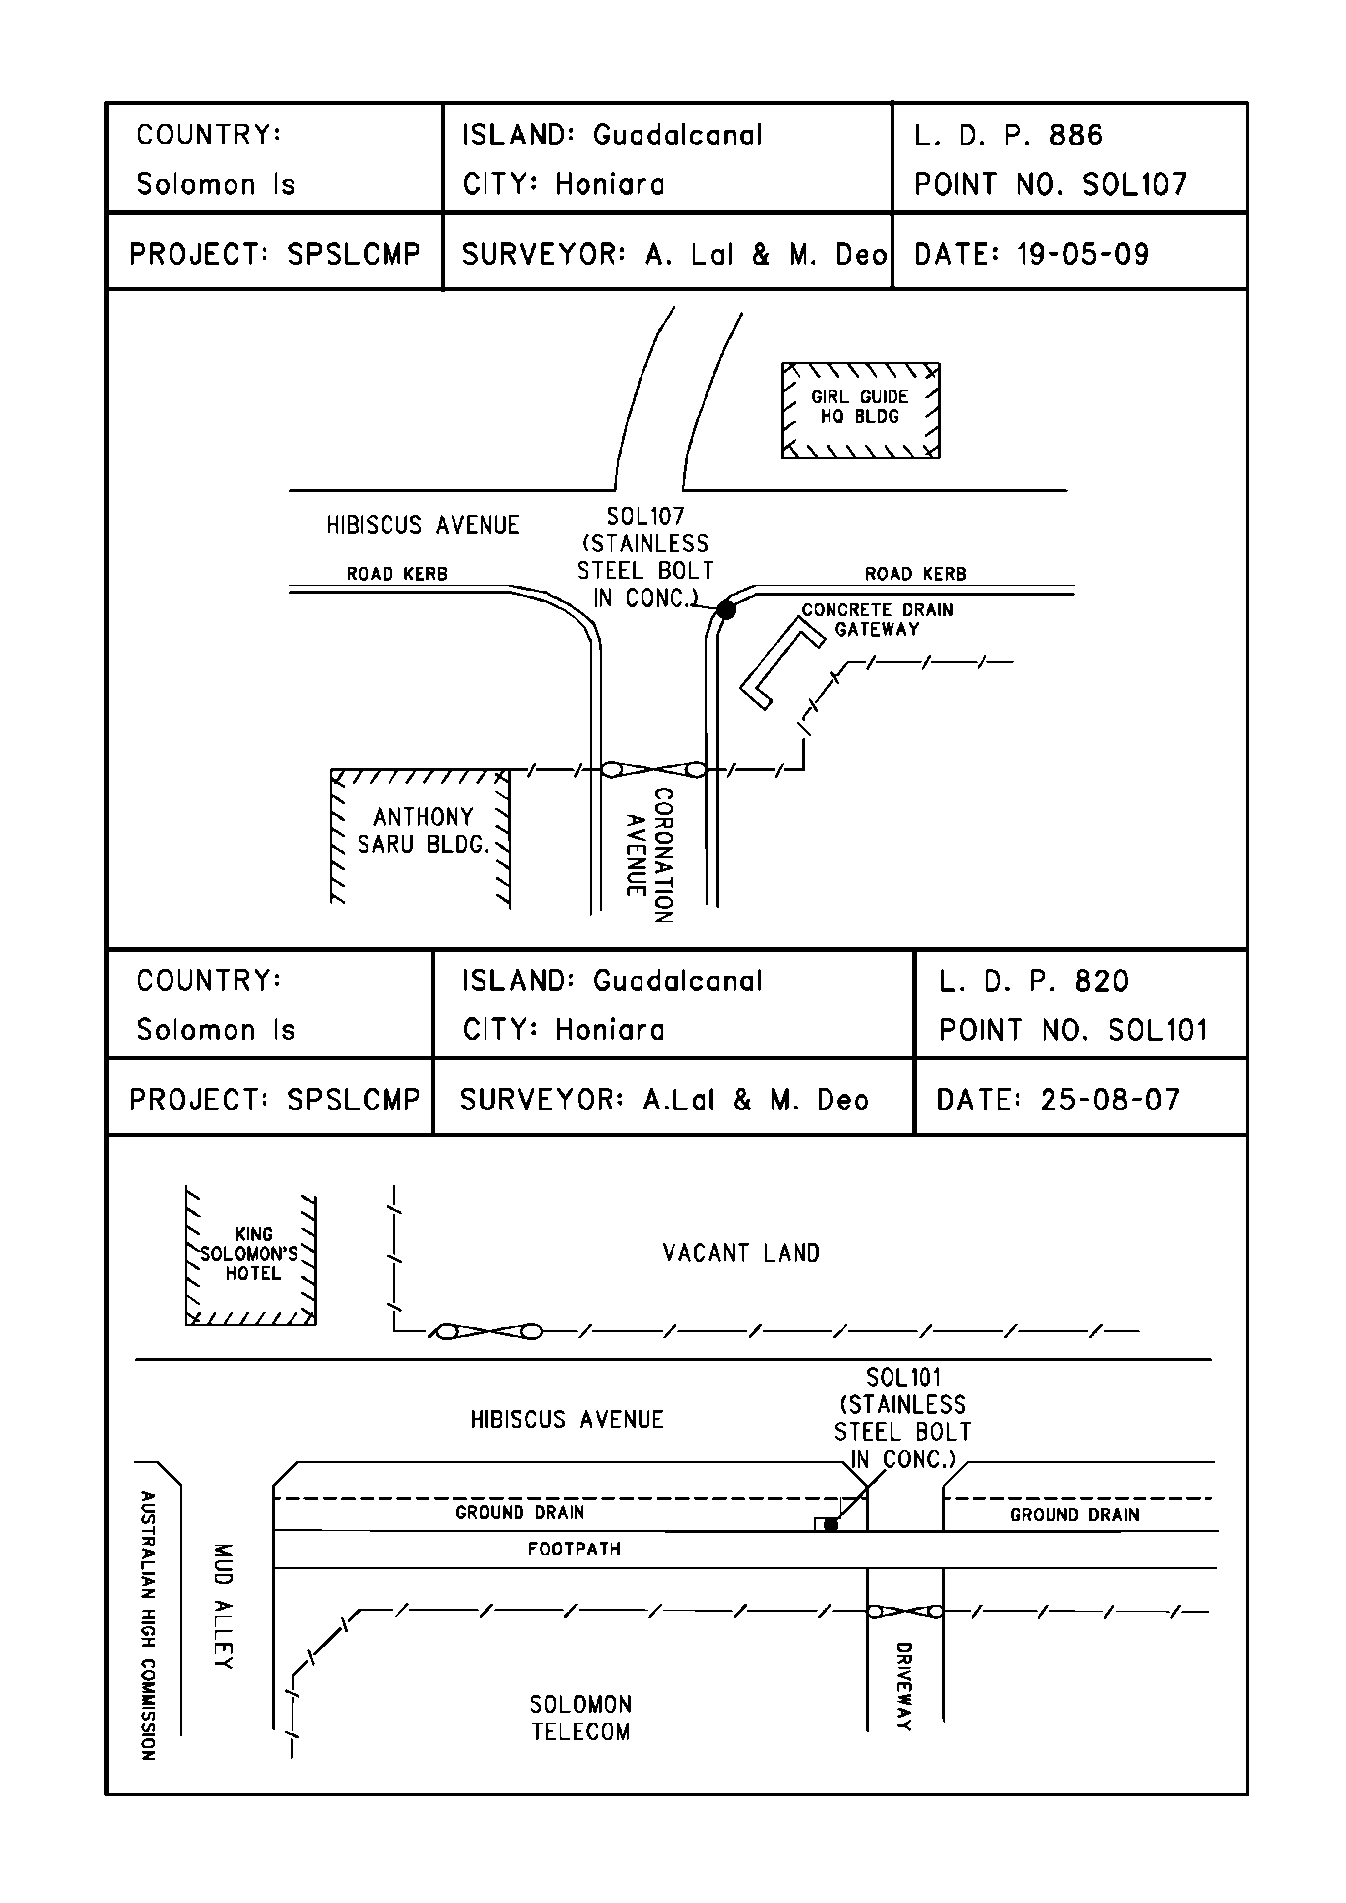 COUNTRY:
Solomon Is
ISLAND: Guadalcanal
CITY: Honiara
L. D. P. 886
POINT NO. SOL107
PROJECT: SPSLCMP
SURVEYOR: A. Lal & M. Deo
DATE: 19-05-09
GIRL GUIDE
HQ BLDG
HIBISCUS AVENUE
SOL107
(STAINLESS
STEEL BOLT
IN CONC.)
ROAD KERB
ROAD KERB
CONCRETE DRAIN
GATEWAY
ANTHONY
SARU BLDG.
CORONATION
AVENUE
COUNTRY:
Solomon Is
ISLAND: Guadalcanal
CITY: Honiara
L. D. P. 820
POINT NO. SOL101
PROJECT: SPSLCMP
SURVEYOR: A.Lal & M. Deo
DATE: 25-08-07
KING
SOLOMON'S
HOTEL
VACANT LAND
HIBISCUS AVENUE
SOL101
(STAINLESS
STEEL BOLT
IN CONC.)
GROUND DRAIN
GROUND DRAIN
FOOTPATH
AUSTRALIAN HIGH COMMISSION
MUD ALLEY
SOLOMON
TELECOM
DRIVEWAY